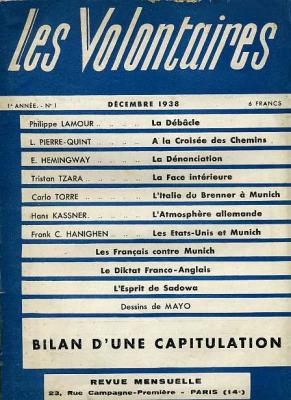 Les Volontaires
1e ANNÉE. - No 1 DÉCEMBRE 1938 6 FRANCS
Philippe LAMOUR . . . . . La Débâcle
L. PIERRE-QUINT . . . . A la Croisée des Chemins
E. HEMINGWAY . . . . . La Dénonciation
Tristan TZARA . . . . . La Face intérieure
Carlo TORRE . . . . . L'Italie du Brenner à Munich
Hans KASSNER . . . . . L'Atmosphère allemande
Frank C. HANIGHEN . . . Les Etats-Unis et Munich
Les Français contre Munich
Le Diktat Franco-Anglais
L'Esprit de Sadowa
Dessins de MAYO
BILAN D'UNE CAPITULATION
REVUE MENSUELLE
23, Rue Campagne-Première - PARIS (14e)